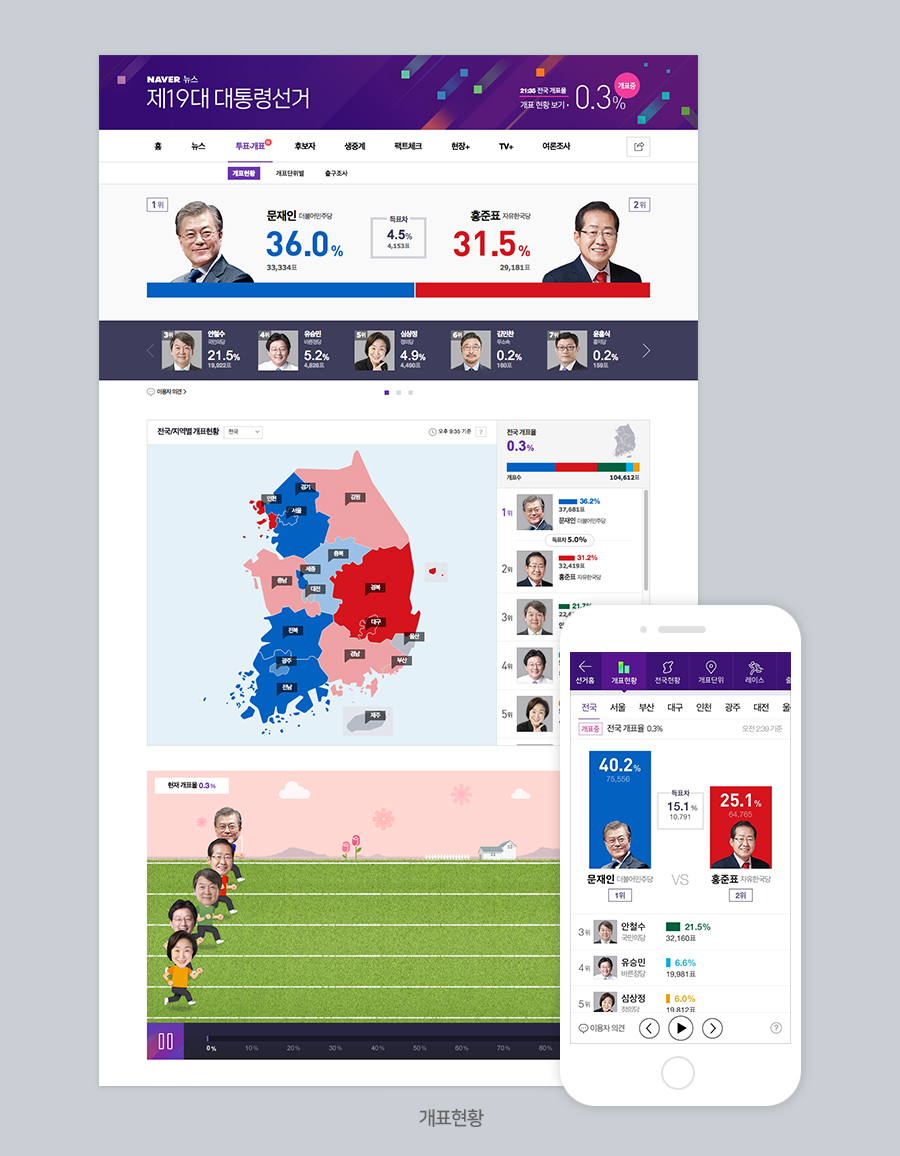 NAVER 뉴스
제19대 대통령선거
21:35 전국 개표율
개표 현황 보기
0.3%
개표중
홈 뉴스 투표·개표 N 후보자 생중계 팩트체크 현장+ TV+ 여론조사
개표현황 개표단위별 출구조사
1위
문재인 더불어민주당
36.0%
33,334표
득표차
4.5%
4,153표
홍준표 자유한국당
31.5%
29,181표
2위
3위 안철수 국민의당 21.5% 19,922표
4위 유승민 바른정당 5.2% 4,826표
5위 심상정 정의당 4.9% 4,490표
6위 김민찬 무소속 0.2% 160표
7위 윤홍식 홍익당 0.2% 159표
이용자 의견
전국/지역별 개표현황 전국
오후 9:35 기준 ?
경기
인천
서울
강원
충북
세종
충남
대전
경북
대구
전북
울산
경남
부산
광주
전남
제주
전국 개표율
0.3%
개표수 104,612표
1위 36.2%
37,681표
문재인 더불어민주당
득표차 5.0%
2위 31.2%
32,419표
홍준표 자유한국당
3위 21.7%
4위
5위
현재 개표율 0.3%
0% 10% 20% 30% 40% 50% 60% 70% 80%
선거홈 개표현황 전국현황 개표단위 레이스
전국 서울 부산 대구 인천 광주 대전 울
개표중 전국 개표율 0.3% 오전 2:39 기준
40.2%
75,556
득표차
15.1%
10,791
25.1%
64,765
문재인 더불어민주당
VS
홍준표 자유한국당
1위
2위
3위 안철수 국민의당 21.5% 32,160표
4위 유승민 바른정당 6.6% 19,981표
5위 심상정 정의당 6.0% 19,812표
이용자 의견 ?
개표현황